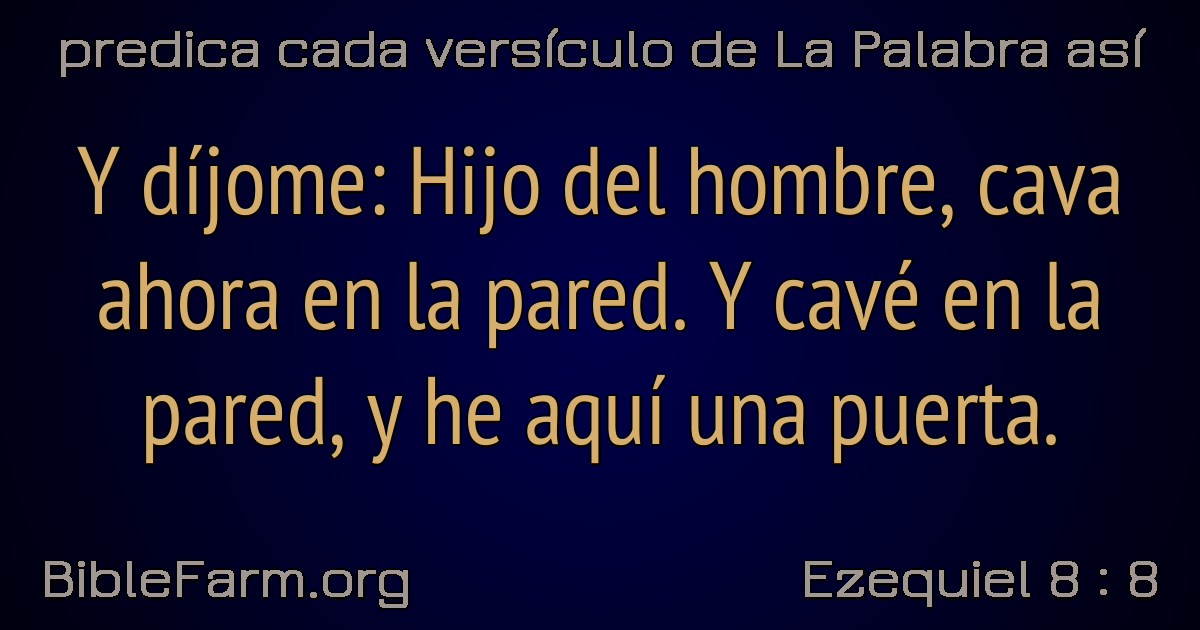 predica cada versículo de La Palabra así
Y díjome: Hijo del hombre, cava
ahora en la pared. Y cavé en la
pared, y he aquí una puerta.
BibleFarm.org
Ezequiel 8 : 8